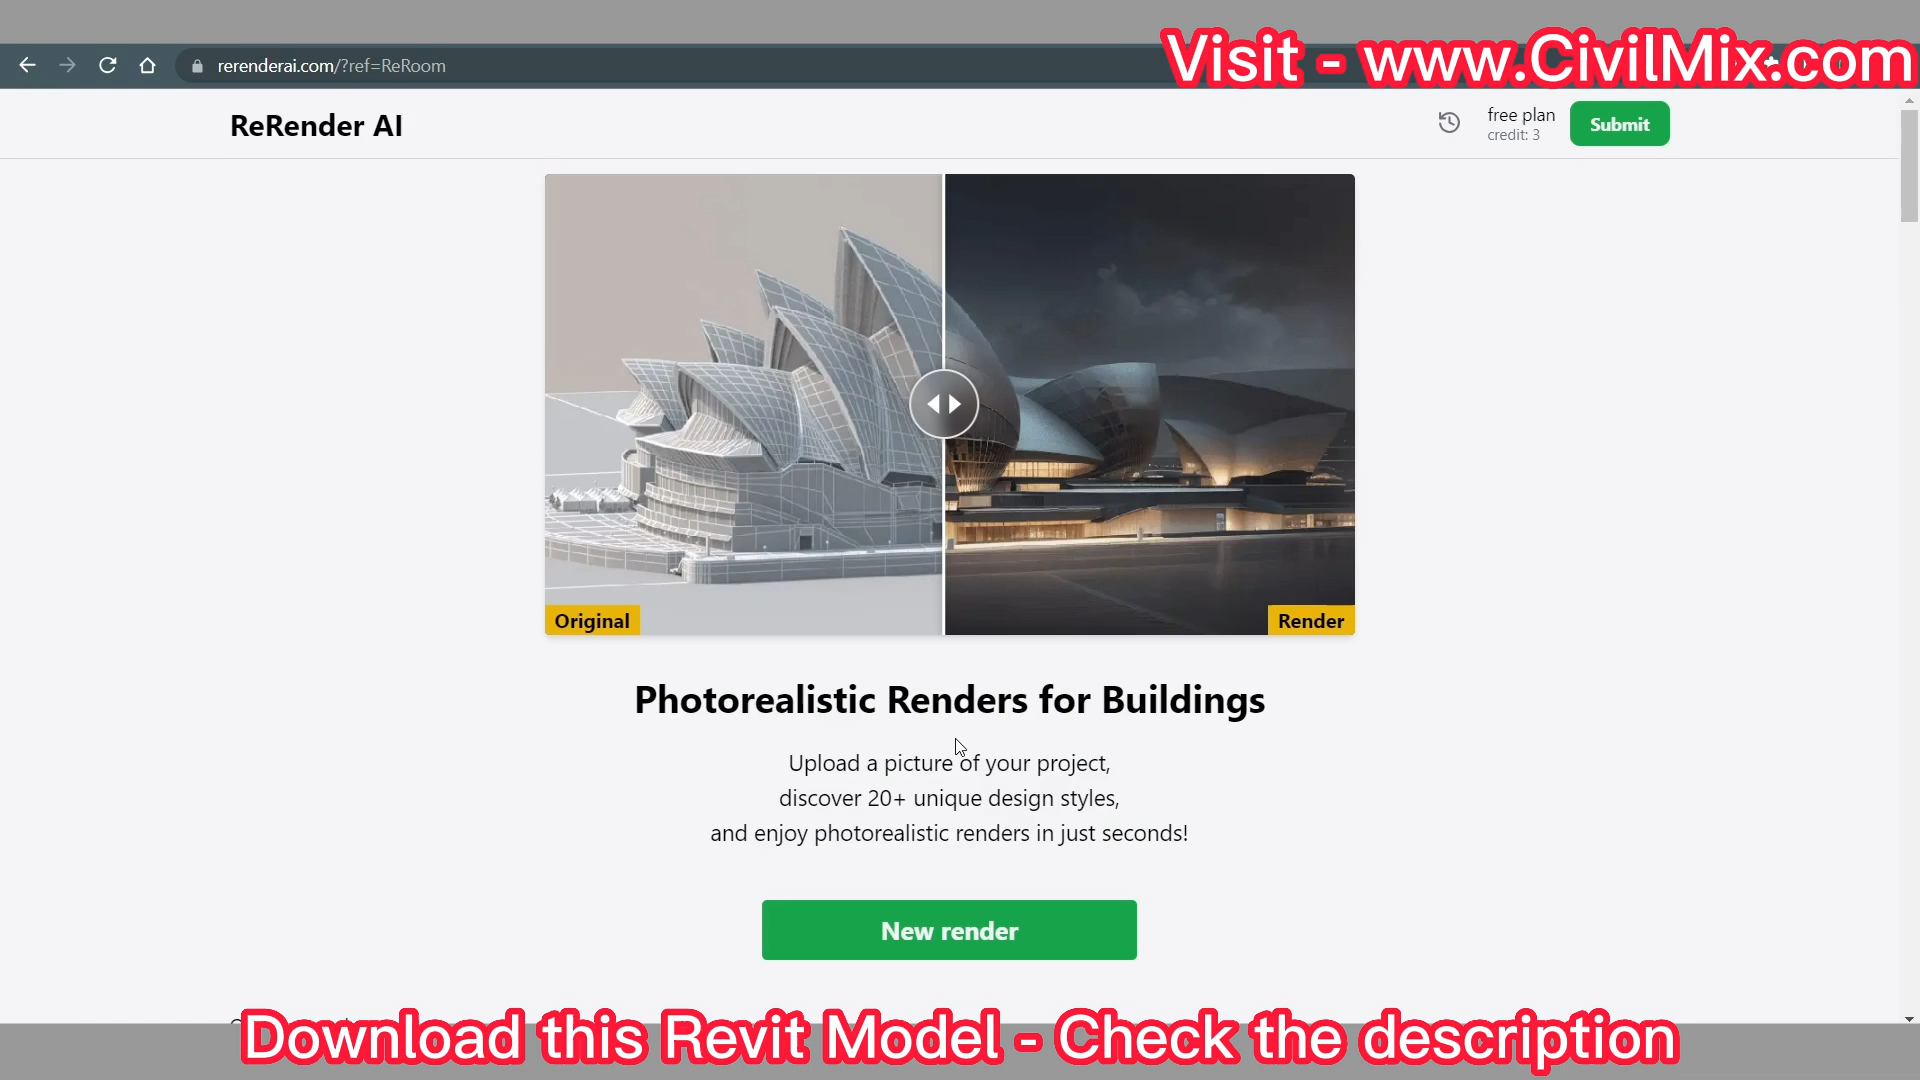 Visit - www.CivilMix.com
rerenderai.com/?ref=ReRoom
ReRender AI
free plan
credit: 3
Submit
Original
Render
Photorealistic Renders for Buildings
Upload a picture of your project,
discover 20+ unique design styles,
and enjoy photorealistic renders in just seconds!
New render
Download this Revit Model - Check the description